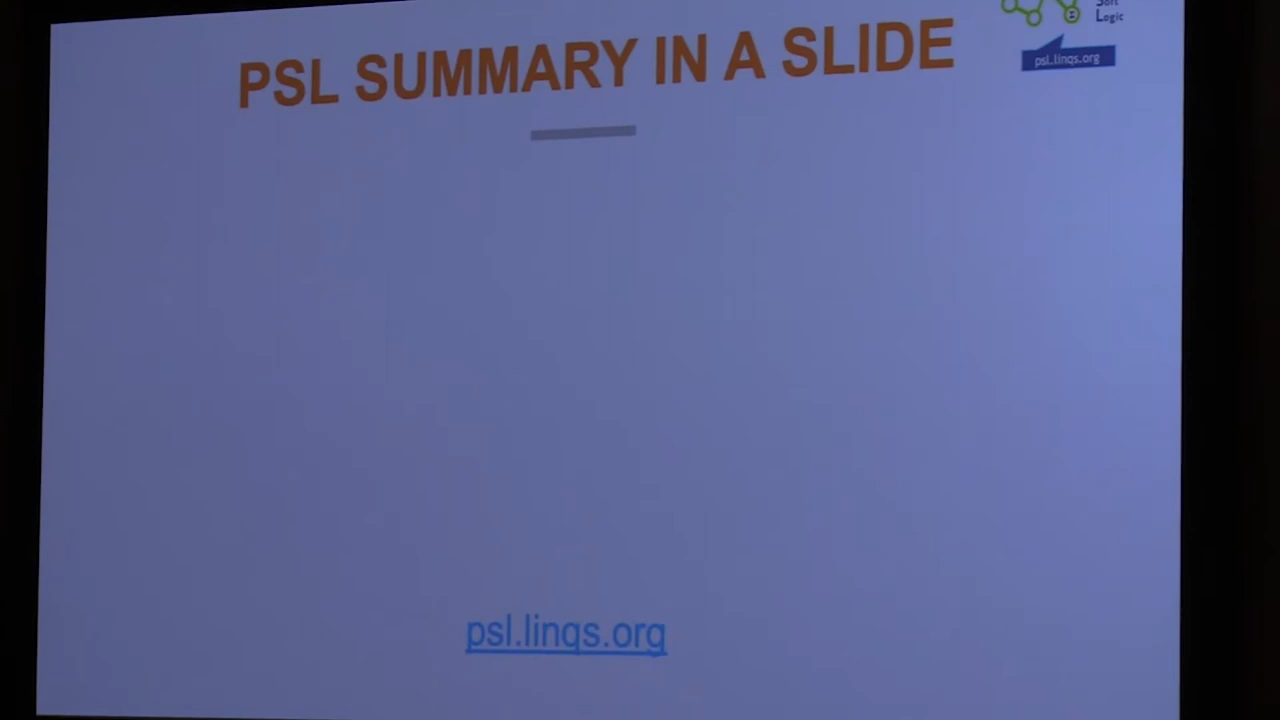 PSL SUMMARY IN A SLIDE
Soft
Logic
psl.linqs.org
psl.linqs.org